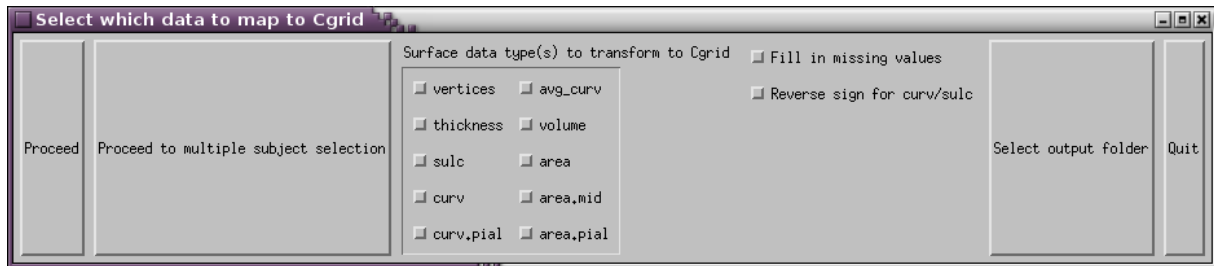 Select which data to map to Cgrid
Proceed
Proceed to multiple subject selection
Surface data type(s) to transform to Cgrid
vertices
avg_curv
thickness
volume
sulc
area
curv
area.mid
curv.pial
area.pial
Fill in missing values
Reverse sign for curv/sulc
Select output folder
Quit